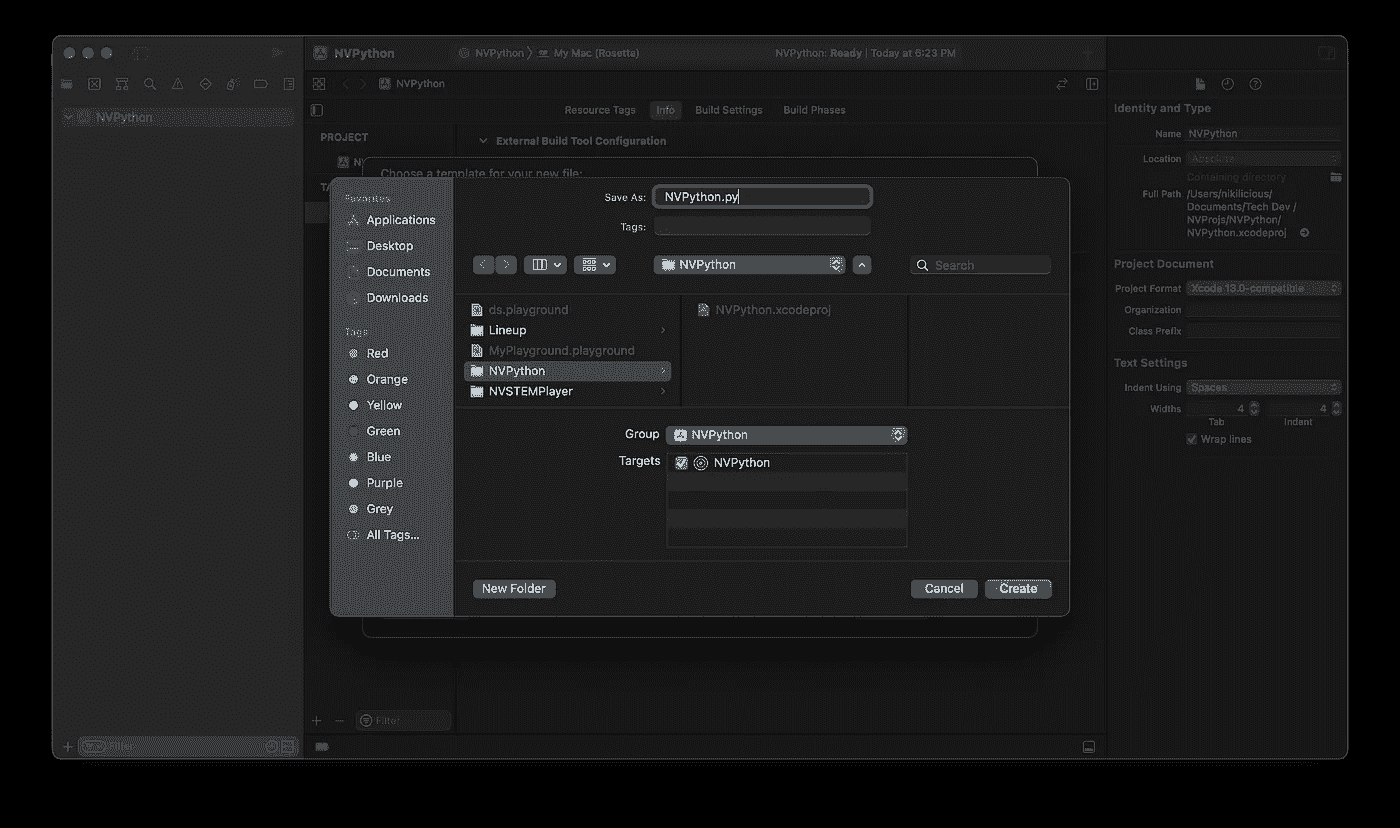 NVPython
NVPython
My Mac (Rosetta)
NVPython: Ready | Today at 6:23 PM
NVPython
NVPython
Resource Tags
Info
Build Settings
Build Phases
PROJECT
External Build Tool Configuration
Choose a template for your new file:
Favorites
Applications
Desktop
Documents
Downloads
Tags
Red
Orange
Yellow
Green
Blue
Purple
Grey
All Tags...
Save As: NVPython.py
Tags:
NVPython
Search
ds.playground
Lineup
MyPlayground.playground
NVPython
NVSTEMPlayer
NVPython.xcodeproj
Group NVPython
Targets NVPython
New Folder
Cancel
Create
Filter
Filter
Identity and Type
Name NVPython
Location Absolute
Containing directory
Full Path /Users/nikilicious/
Documents/Tech Dev /
NVProjs/NVPython/
NVPython.xcodeproj
Project Document
Project Format Xcode 13.0-compatible
Organization
Class Prefix
Text Settings
Indent Using Spaces
Widths 4 4
Tab Indent
Wrap lines